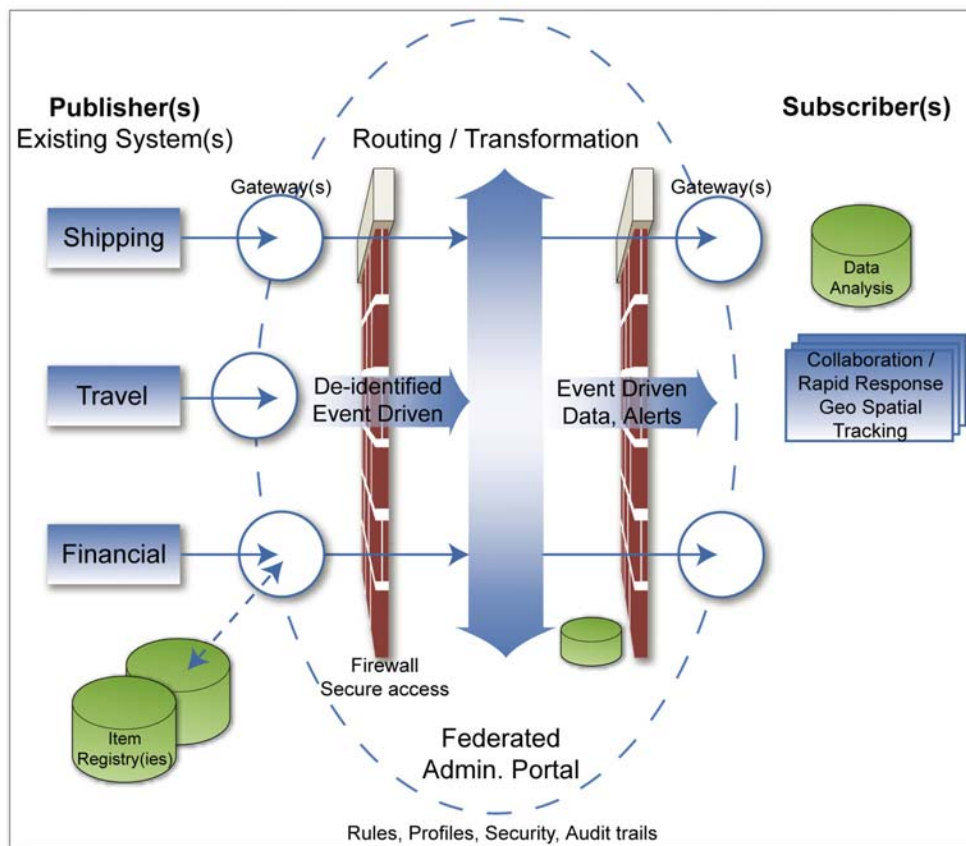 Publisher(s)
Existing System(s)
Subscriber(s)
Routing / Transformation
Gateway(s)
Gateway(s)
Shipping
Data
Analysis
Travel
De-identified
Event Driven
Event Driven
Data, Alerts
Collaboration /
Rapid Response
Geo Spatial
Tracking
Financial
Firewall
Secure access
Item
Registry(ies)
Federated
Admin. Portal
Rules, Profiles, Security, Audit trails